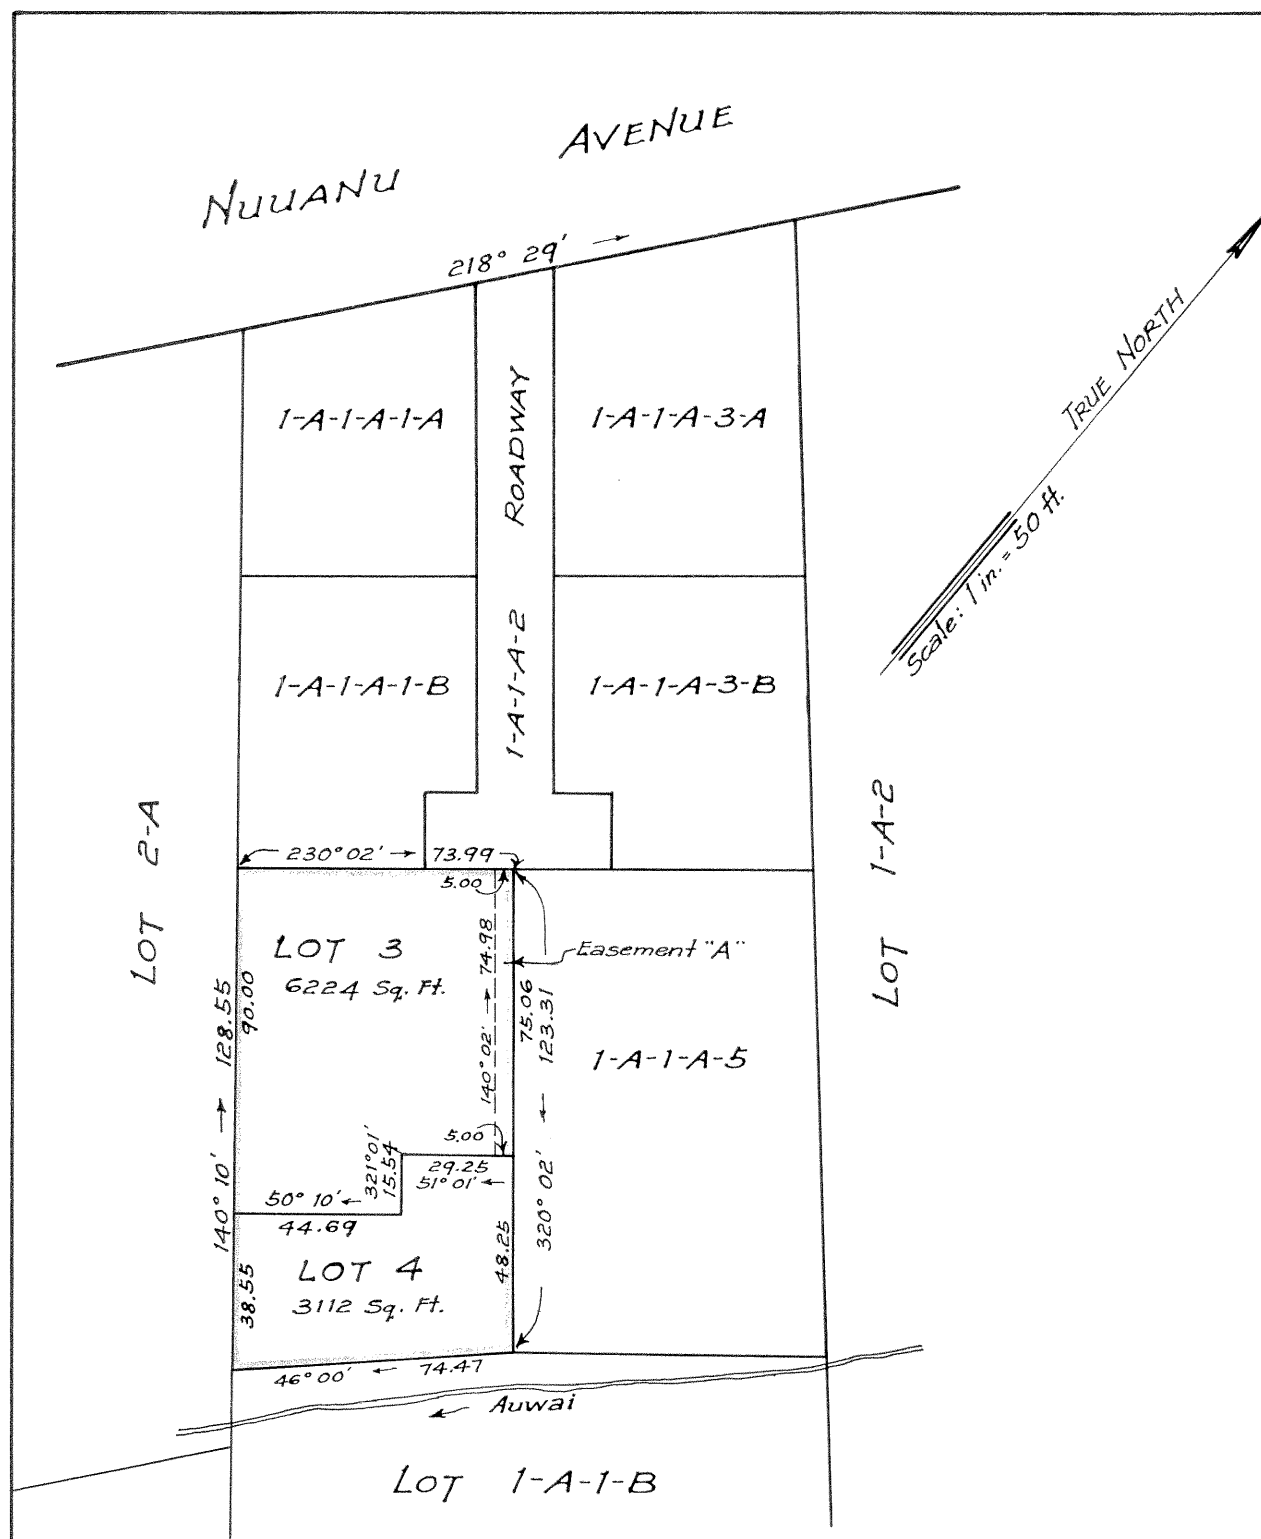 NUUANU AVENUE
218° 29' →
TRUE NORTH
Scale: 1 in. = 50 ft.
1-A-1-A-1-A
ROADWAY
1-A-1-A-3-A
1-A-1-A-1-B
1-A-1-A-2
1-A-1-A-3-B
LOT 2-A
LOT 1-A-2
230° 02' → 73.99
5.00
LOT 3
6224 Sq. Ft.
Easement "A"
140° 02' → 74.98
75.06
320° 02' ← 123.31
140° 10' → 128.55
90.00
1-A-1-A-5
5.00
321° 01'
15.54
29.25
51° 01' ←
50° 10' ←
44.69
LOT 4
3112 Sq. Ft.
38.55
48.25
46° 00' ← 74.47
← Auwai
LOT 1-A-1-B